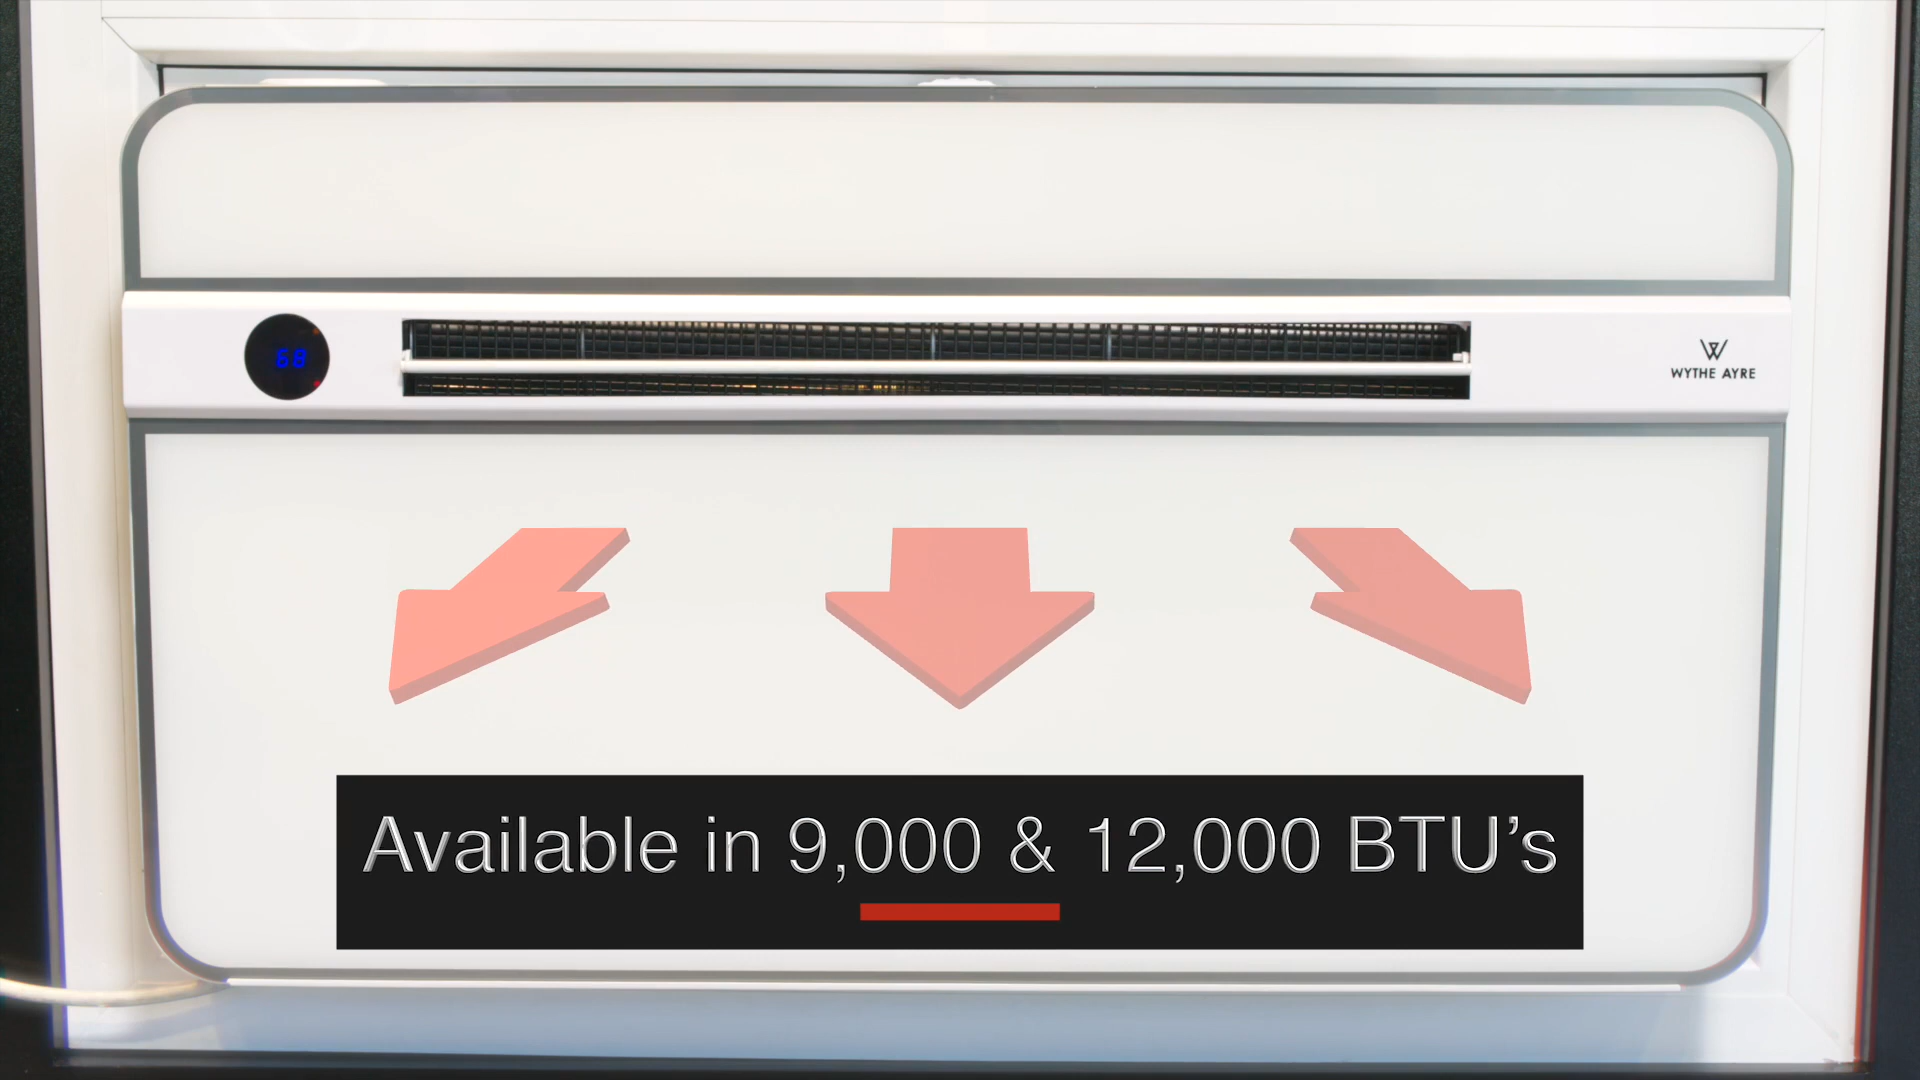 68
WYTHE AYRE
Available in 9,000 & 12,000 BTU’s